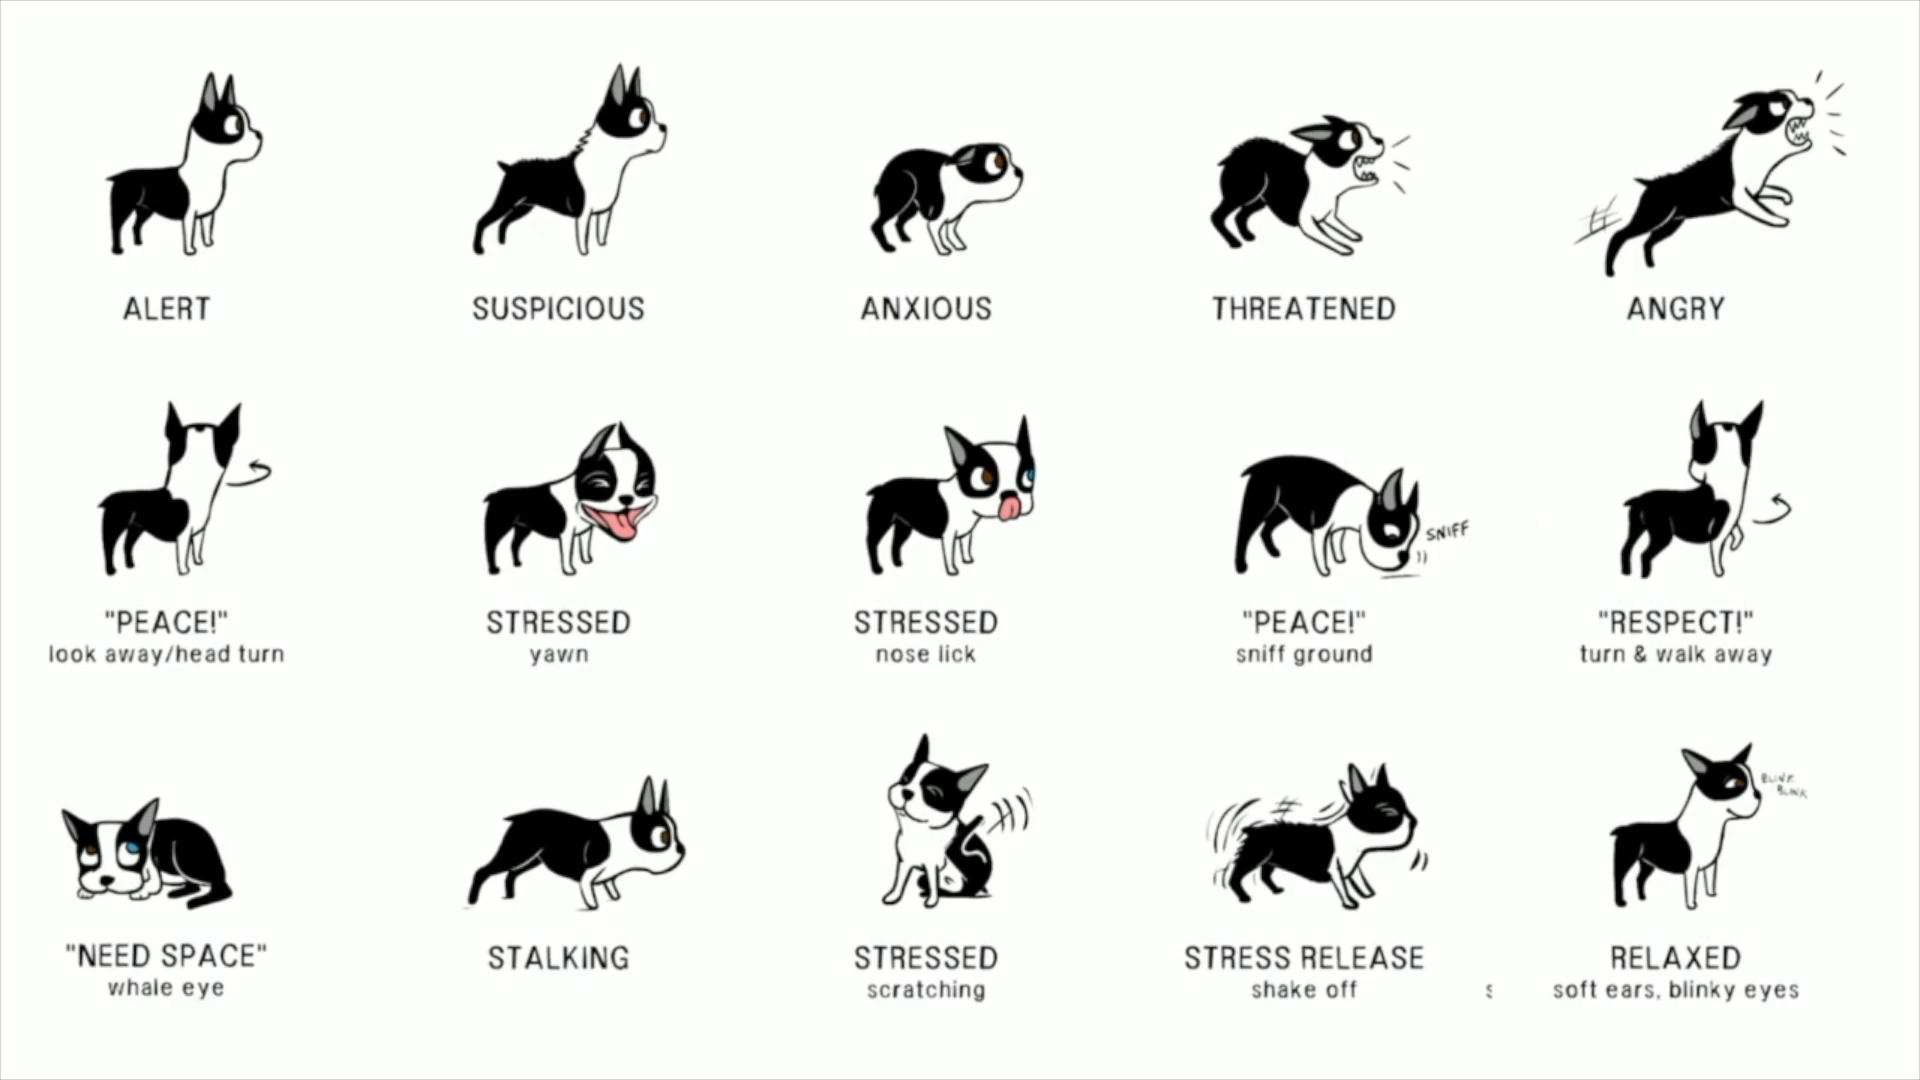 ALERT
SUSPICIOUS
ANXIOUS
THREATENED
ANGRY
SNIFF
"PEACE!"
look away/head turn
STRESSED
yawn
STRESSED
nose lick
"PEACE!"
sniff ground
"RESPECT!"
turn & walk away
BLINK
BLINK
"NEED SPACE"
whale eye
STALKING
STRESSED
scratching
STRESS RELEASE
shake off
s
RELAXED
soft ears, blinky eyes